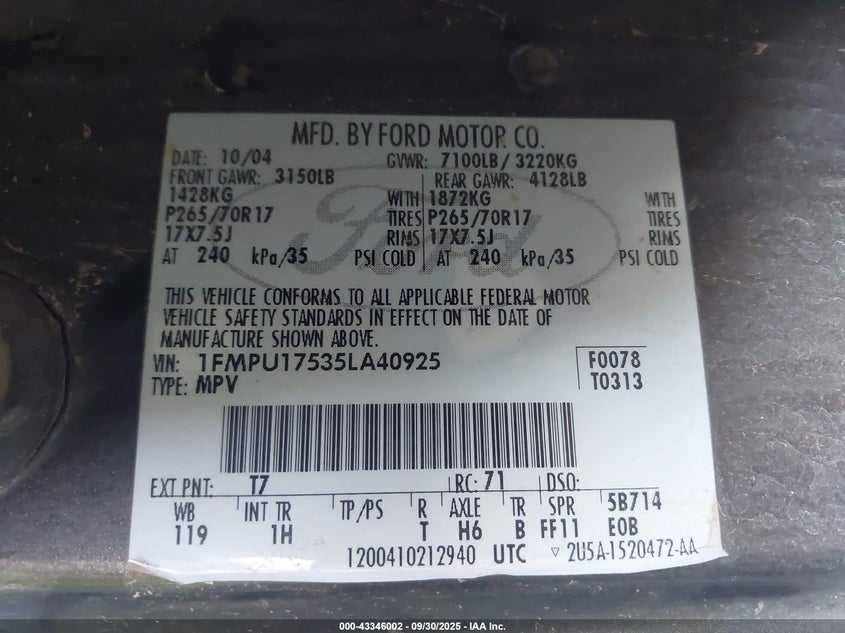 MFD. BY FORD MOTOR CO.
DATE: 10/04 GVWR: 7100LB / 3220KG
FRONT GAWR: 3150LB REAR GAWR: 4128LB
1428KG WITH 1872KG WITH
P265/70R17 TIRES P265/70R17 TIRES
17X7.5J RIMS 17X7.5J RIMS
AT 240 kPa/35 PSI COLD AT 240 kPa/35 PSI COLD
Ford
THIS VEHICLE CONFORMS TO ALL APPLICABLE FEDERAL MOTOR
VEHICLE SAFETY STANDARDS IN EFFECT ON THE DATE OF
MANUFACTURE SHOWN ABOVE.
VIN: 1FMPU17535LA40925 F0078
TYPE: MPV T0313
EXT PNT: T7 RC: 71 DSO:
WB INT TR TP/PS R AXLE TR SPR 5B714
119 1H T H6 B FF11 EOB
1200410212940 UTC ▽ 2U5A-1520472-AA
000-43346002 - 09/30/2025 - IAA Inc.